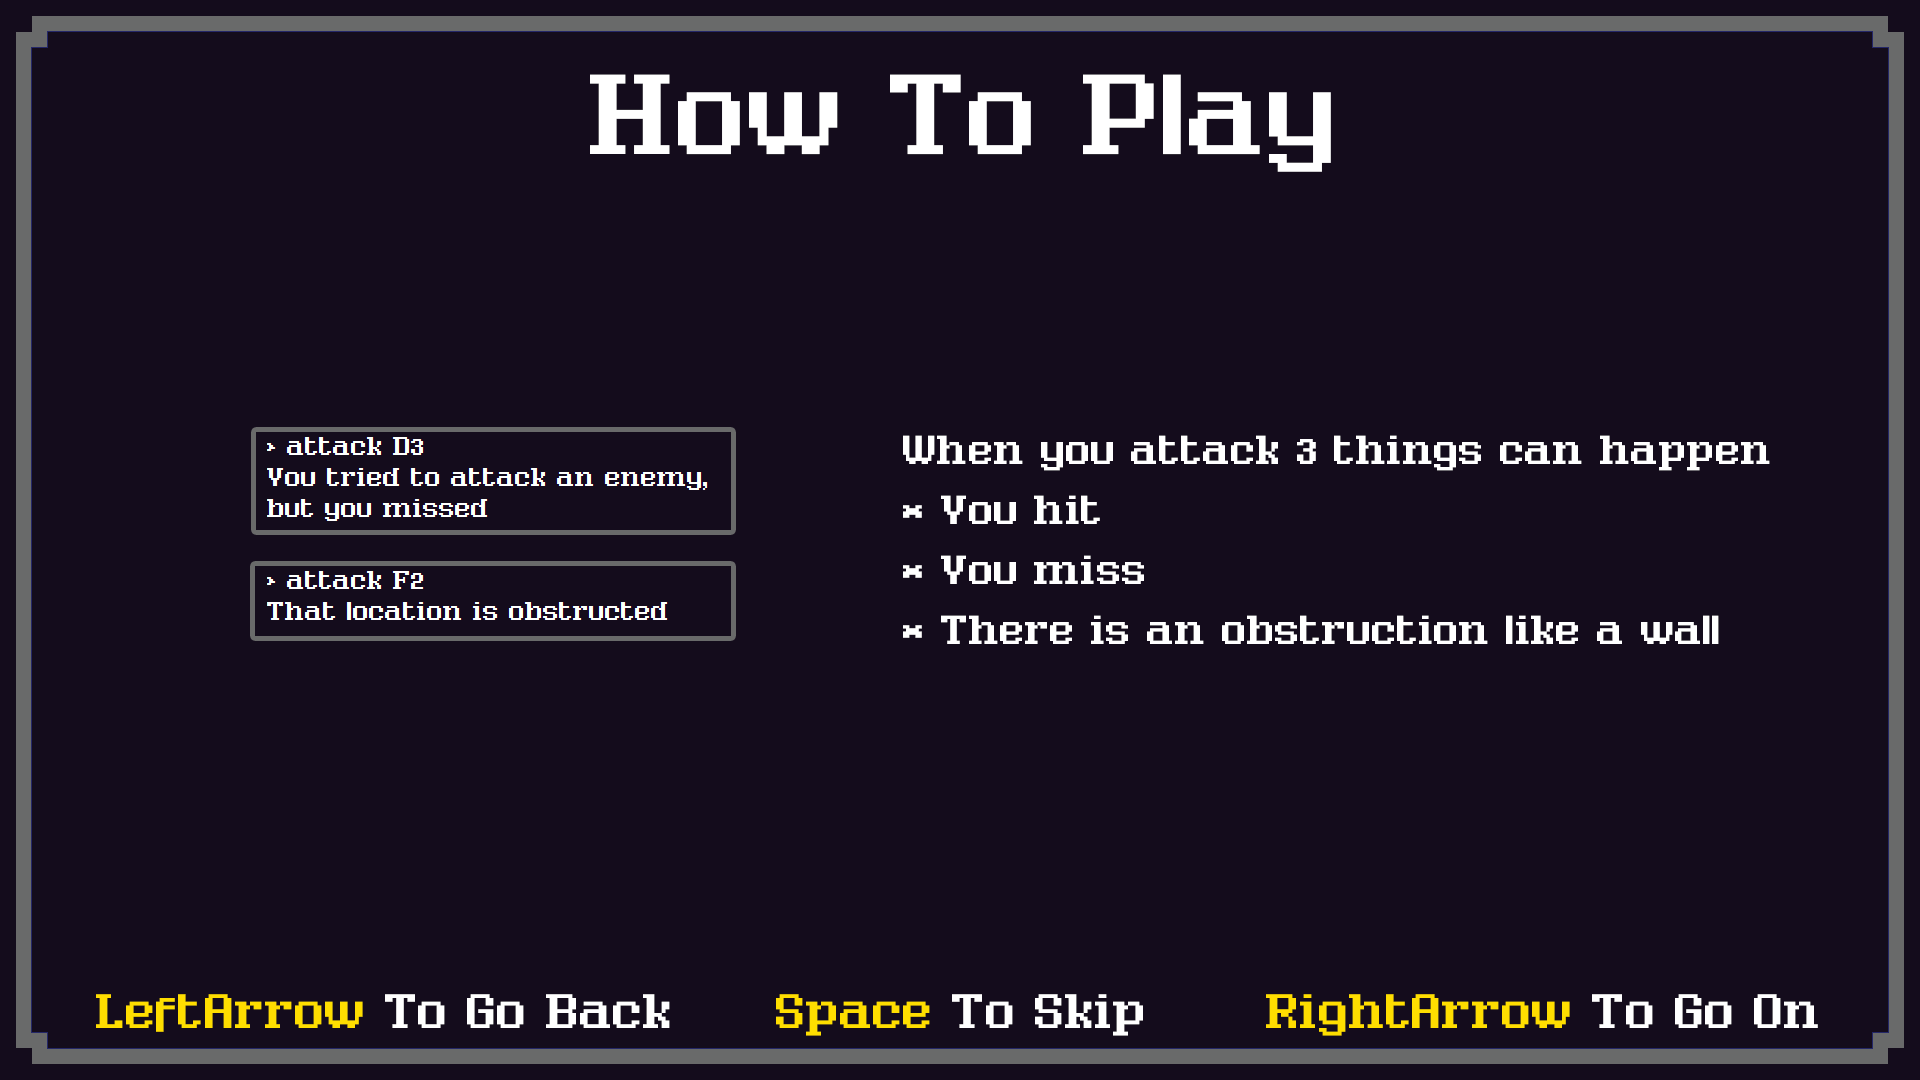 How To Play
> attack D3
You tried to attack an enemy,
but you missed
> attack F2
That location is obstructed
When you attack 3 things can happen
* You hit
* You miss
* There is an obstruction like a wall
LeftArrow To Go Back
Space To Skip
RightArrow To Go On